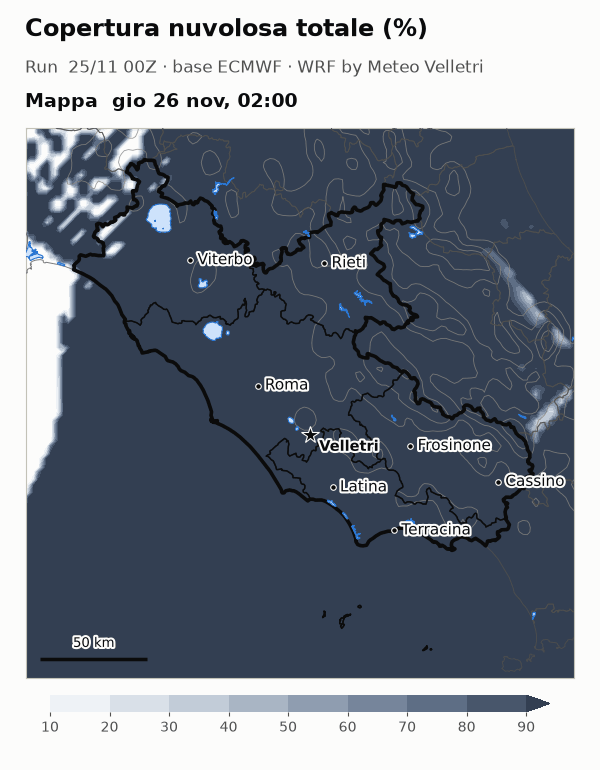 Copertura nuvolosa totale (%)
Run  25/11 00Z · base ECMWF · WRF by Meteo Velletri
Mappa  gio 26 nov, 02:00
Viterbo
Rieti
Roma
Velletri
Frosinone
Cassino
Latina
Terracina
50 km
10 20 30 40 50 60 70 80 90